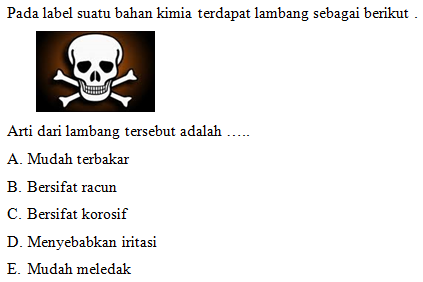 Pada label suatu bahan kimia terdapat lambang sebagai berikut .
Arti dari lambang tersebut adalah …..
A. Mudah terbakar
B. Bersifat racun
C. Bersifat korosif
D. Menyebabkan iritasi
E. Mudah meledak